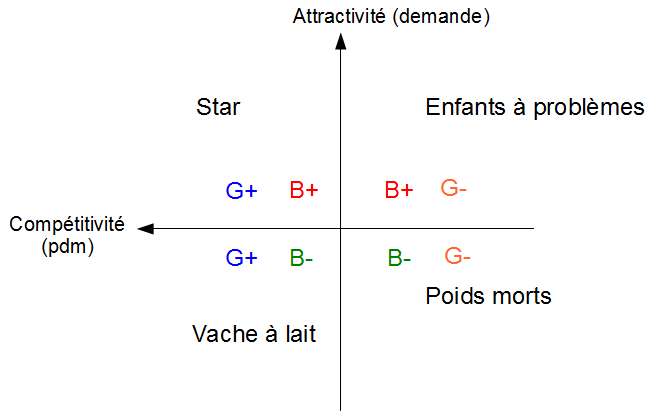 Attractivité (demande)
Star
Enfants à problèmes
G+ B+ B+ G-
Compétitivité
(pdm)
G+ B- B- G-
Poids morts
Vache à lait